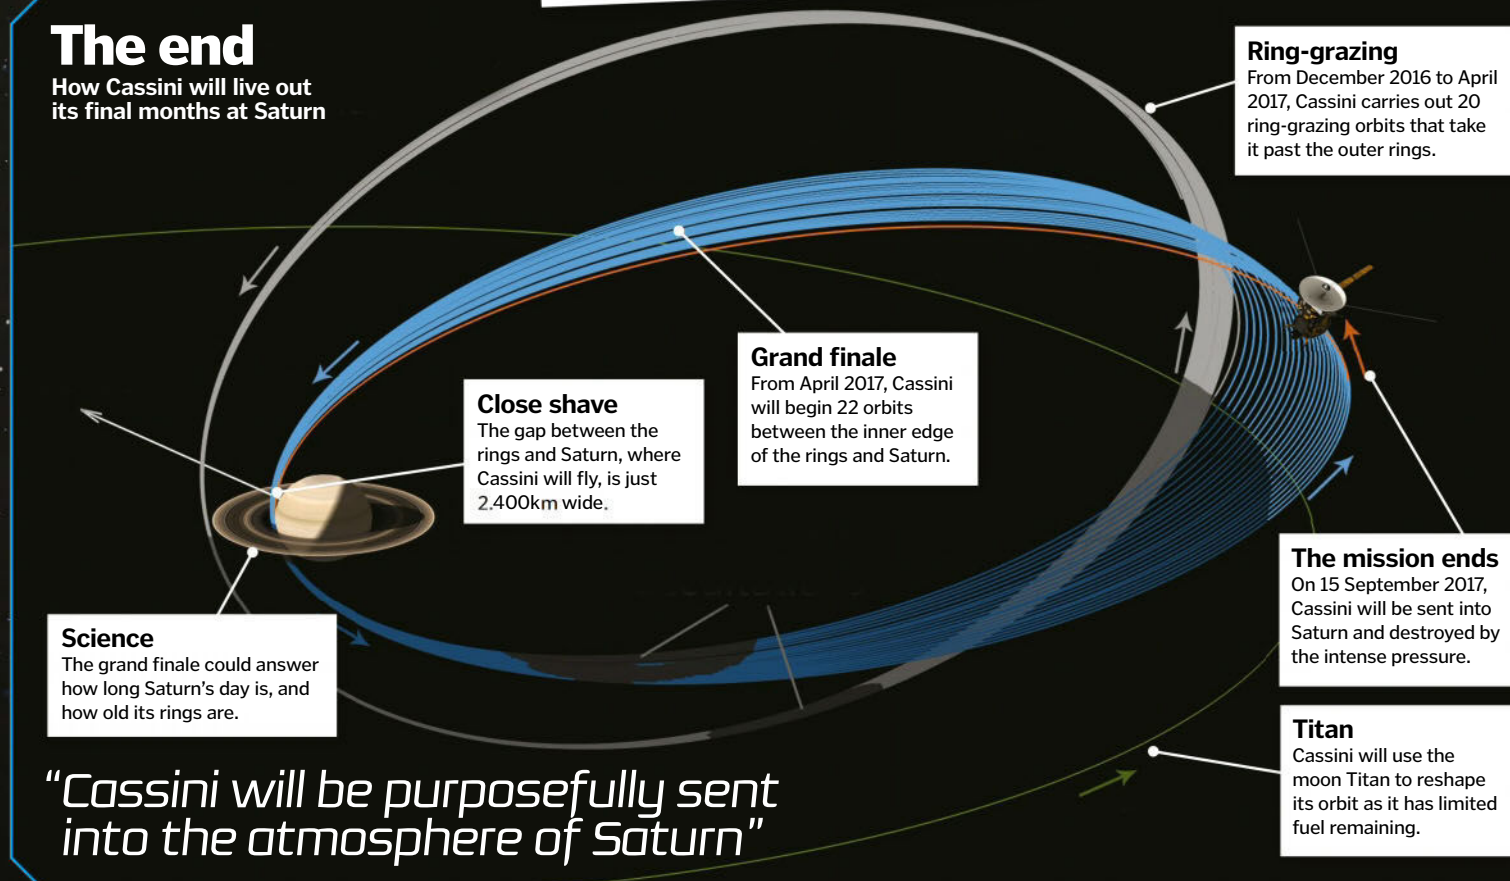 The end
How Cassini will live out
its final months at Saturn
Ring-grazing
From December 2016 to April
2017, Cassini carries out 20
ring-grazing orbits that take
it past the outer rings.
Grand finale
From April 2017, Cassini
will begin 22 orbits
between the inner edge
of the rings and Saturn.
Close shave
The gap between the
rings and Saturn, where
Cassini will fly, is just
2.400km wide.
The mission ends
On 15 September 2017,
Cassini will be sent into
Saturn and destroyed by
the intense pressure.
Science
The grand finale could answer
how long Saturn's day is, and
how old its rings are.
Titan
Cassini will use the
moon Titan to reshape
its orbit as it has limited
fuel remaining.
“Cassini will be purposefully sent
into the atmosphere of Saturn”